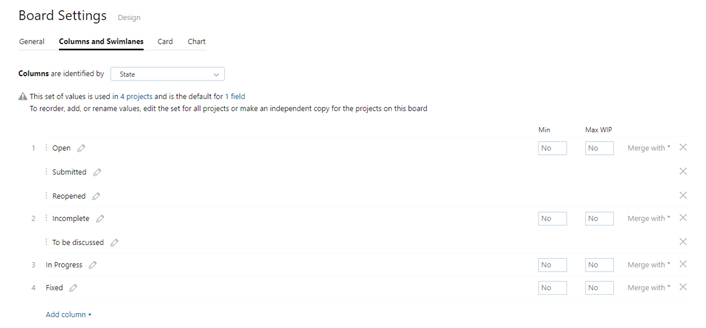 Board Settings Design
General Columns and Swimlanes Card Chart
Columns are identified by State
This set of values is used in 4 projects and is the default for 1 field
To reorder, add, or rename values, edit the set for all projects or make an independent copy for the projects on this board
Min Max WIP
1 Open No No Merge with *
Submitted
Reopened
2 Incomplete No No Merge with *
To be discussed
3 In Progress No No Merge with *
4 Fixed No No Merge with *
Add column